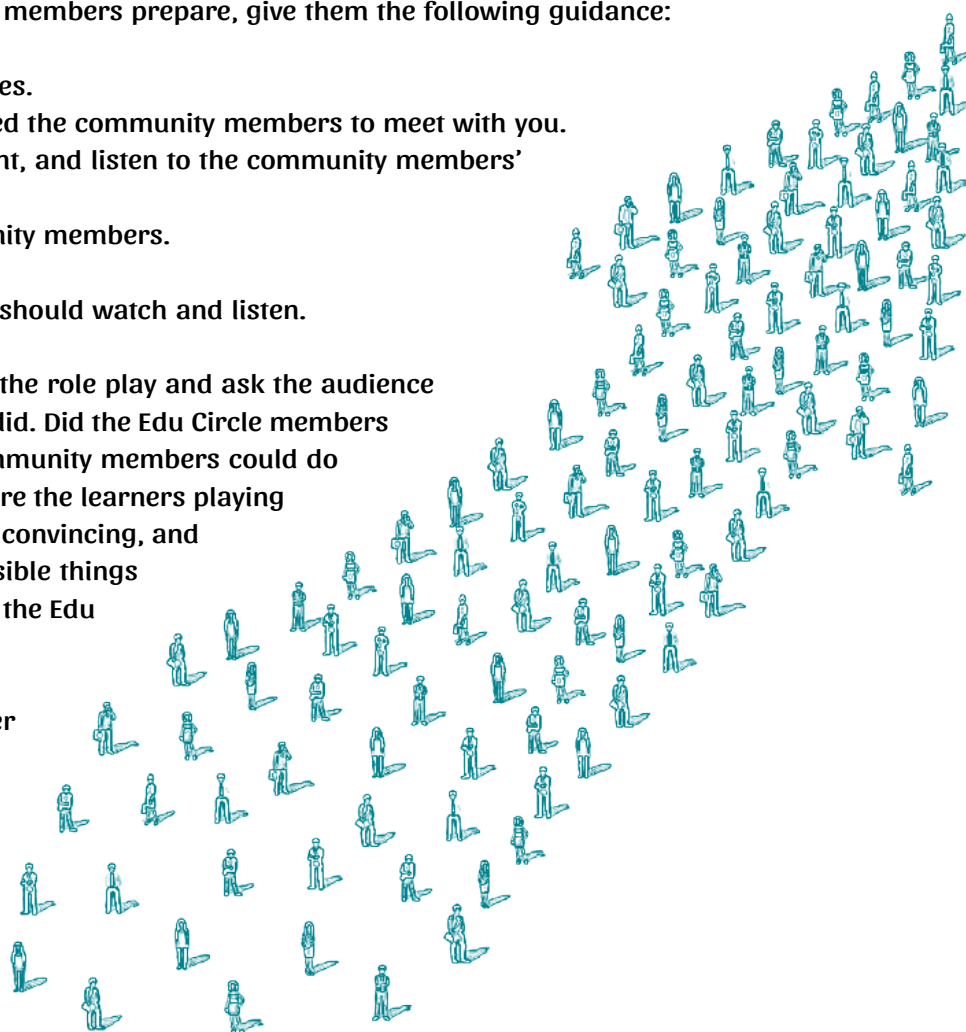 members prepare, give them the following guidance:
es.
ed the community members to meet with you.
nt, and listen to the community members’
nity members.
should watch and listen.
the role play and ask the audience
did. Did the Edu Circle members
mmunity members could do
re the learners playing
convincing, and
sible things
the Edu
er